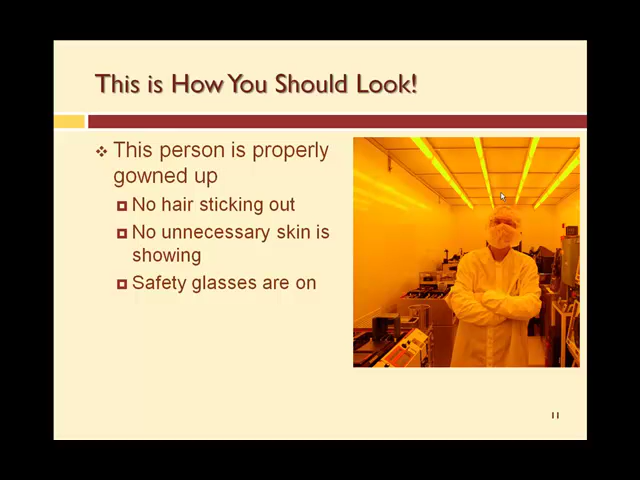 This is How You Should Look!
This person is properly
gowned up
No hair sticking out
No unnecessary skin is
showing
Safety glasses are on
11